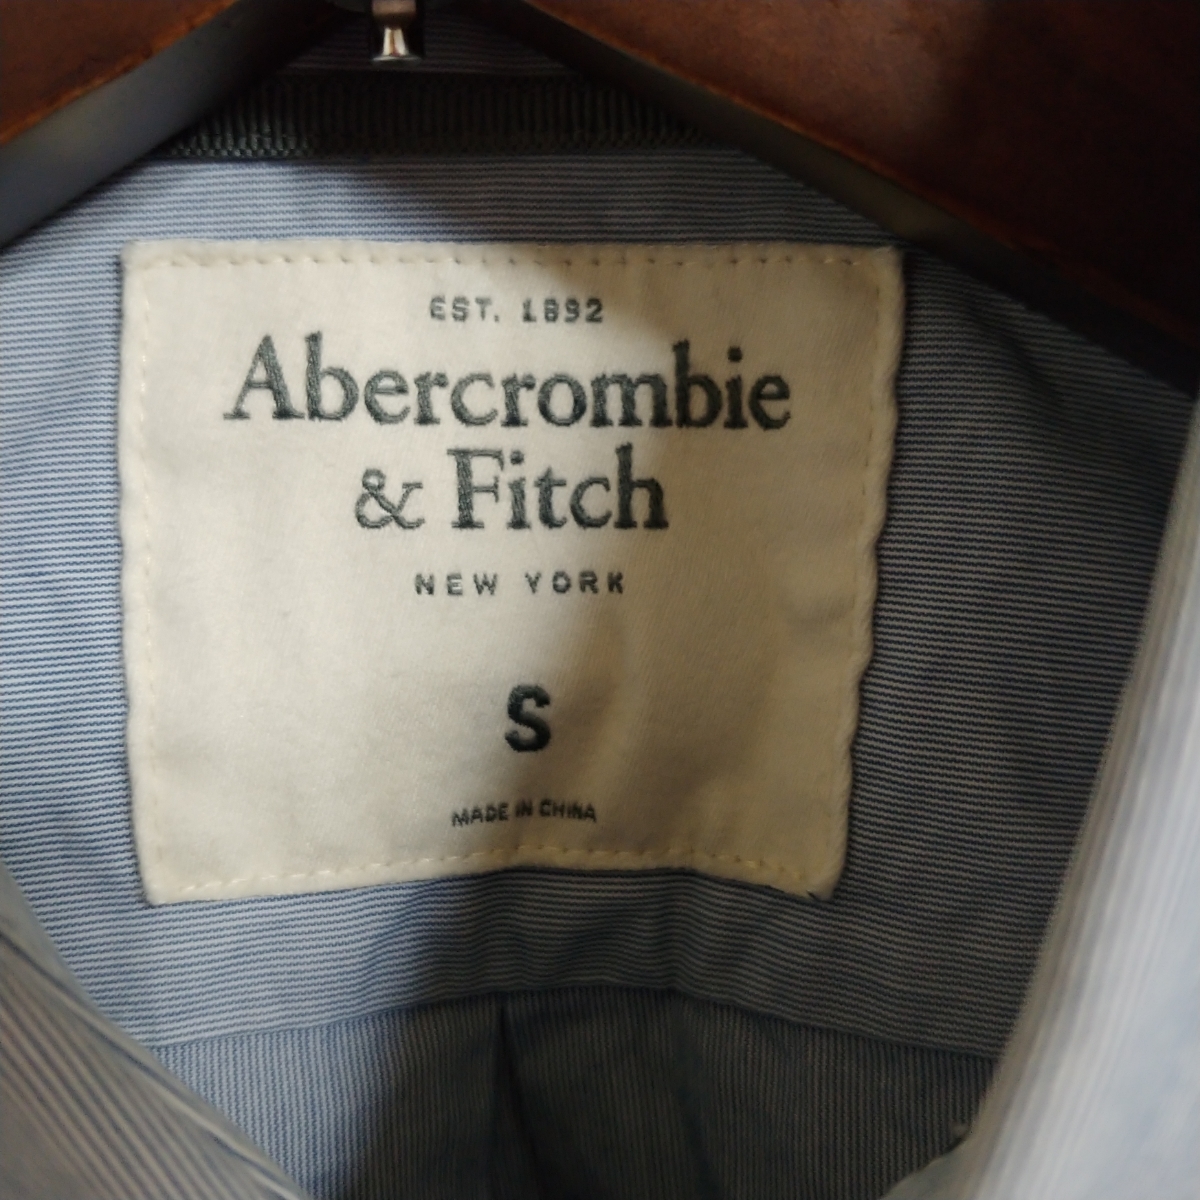 EST. 1892
Abercrombie
& Fitch
NEW YORK
S
MADE IN CHINA